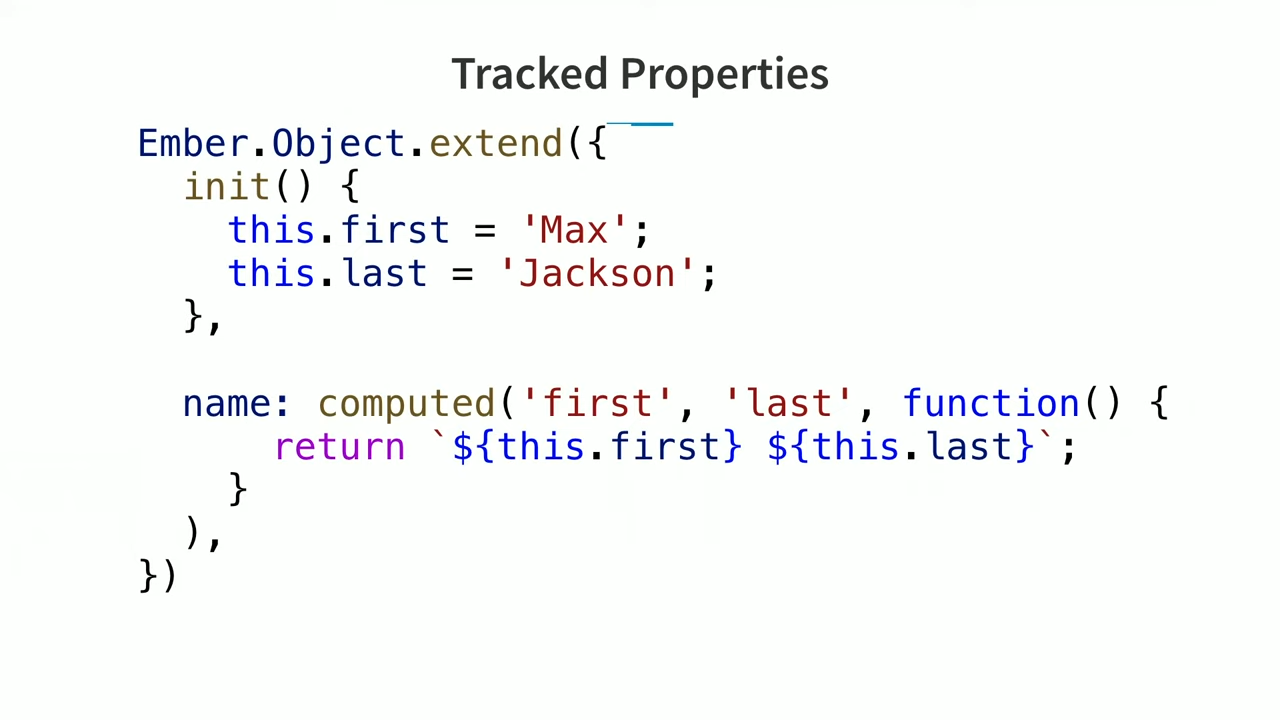 Tracked Properties
Ember.Object.extend({
  init() {
    this.first = 'Max';
    this.last = 'Jackson';
  },

  name: computed('first', 'last', function() {
      return `${this.first} ${this.last}`;
    }
  ),
})